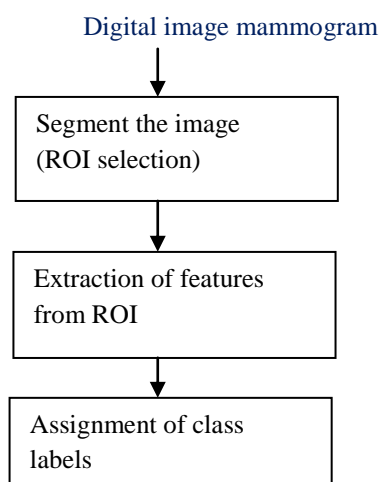 Digital image mammogram
Segment the image
(ROI selection)
Extraction of features
from ROI
Assignment of class
labels